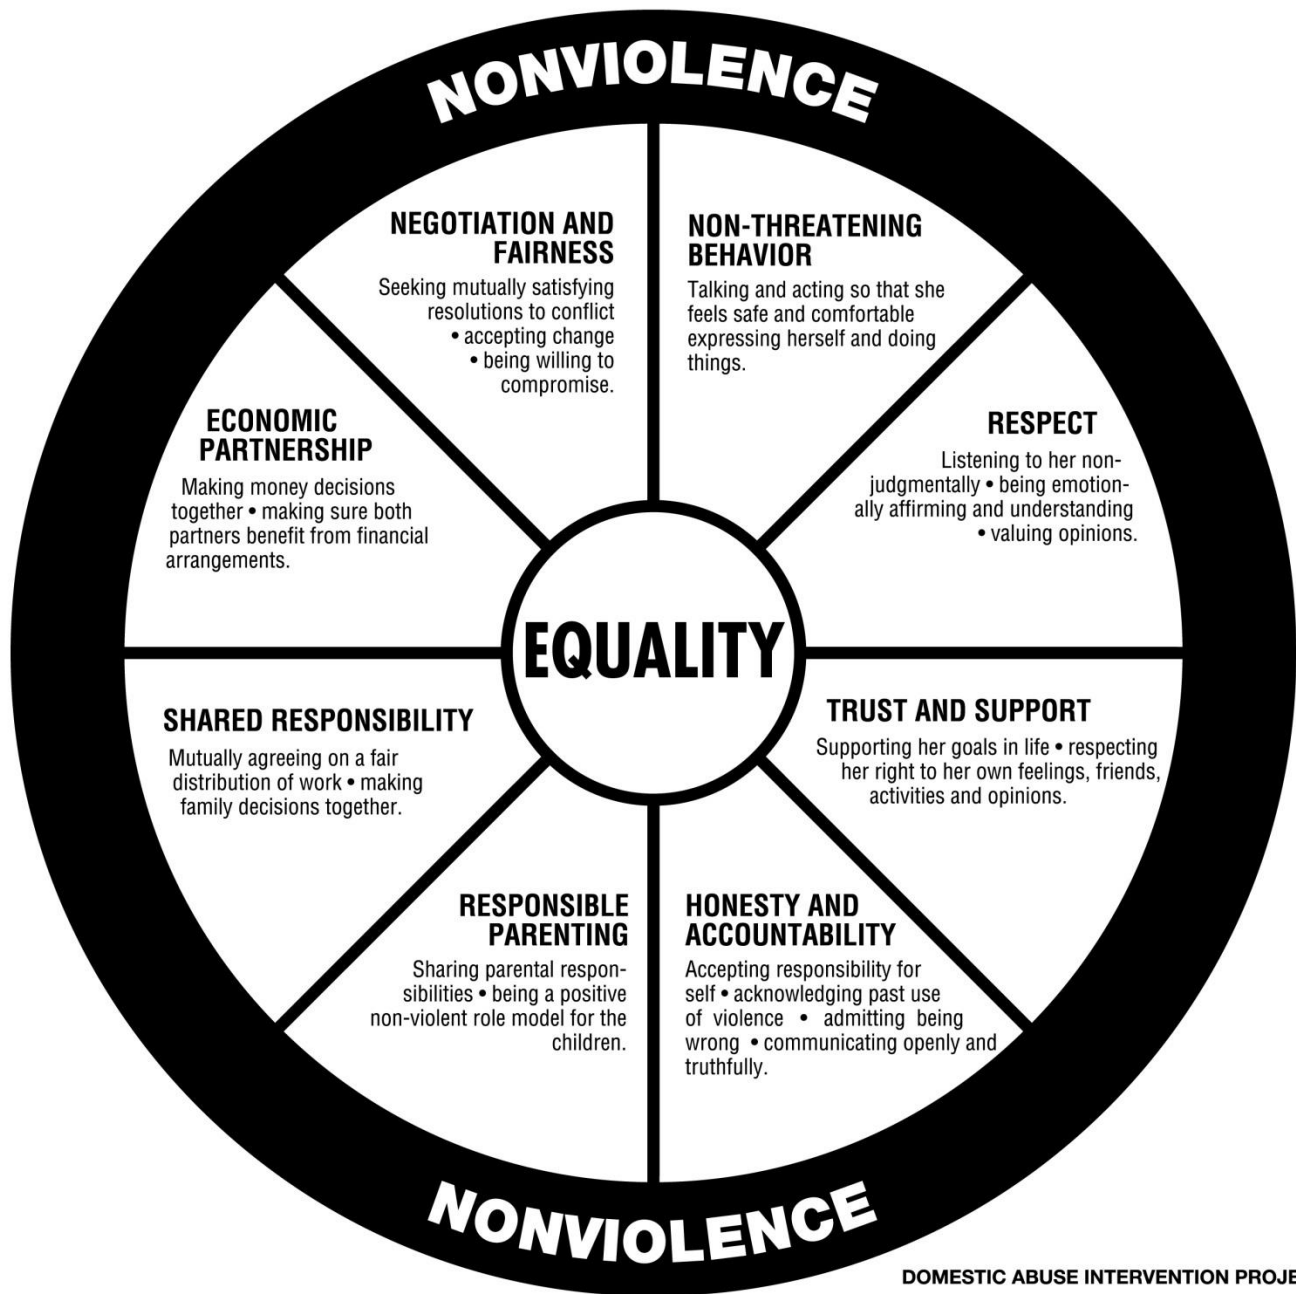 NONVIOLENCE
NEGOTIATION AND
FAIRNESS
Seeking mutually satisfying
resolutions to conflict
• accepting change
• being willing to
compromise.
NON-THREATENING
BEHAVIOR
Talking and acting so that she
feels safe and comfortable
expressing herself and doing
things.
ECONOMIC
PARTNERSHIP
Making money decisions
together • making sure both
partners benefit from financial
arrangements.
RESPECT
Listening to her non-
judgmentally • being emotion-
ally affirming and understanding
• valuing opinions.
EQUALITY
SHARED RESPONSIBILITY
Mutually agreeing on a fair
distribution of work • making
family decisions together.
TRUST AND SUPPORT
Supporting her goals in life • respecting
her right to her own feelings, friends,
activities and opinions.
RESPONSIBLE
PARENTING
Sharing parental respon-
sibilities • being a positive
non-violent role model for the
children.
HONESTY AND
ACCOUNTABILITY
Accepting responsibility for
self • acknowledging past use
of violence • admitting being
wrong • communicating openly and
truthfully.
NONVIOLENCE
DOMESTIC ABUSE INTERVENTION